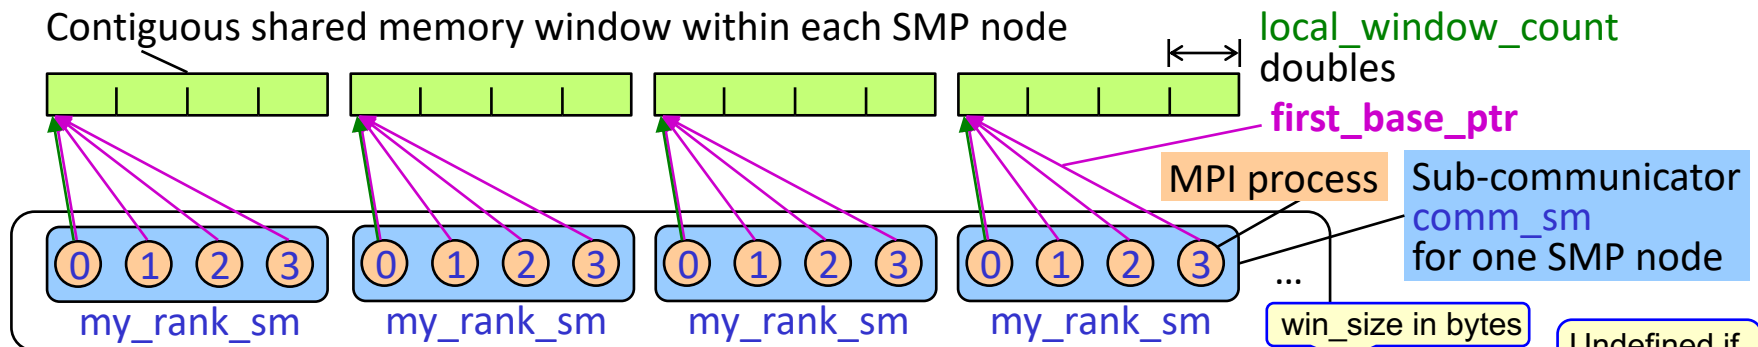 Contiguous shared memory window within each SMP node
local_window_count
doubles
first_base_ptr
MPI process
Sub-communicator
comm_sm
for one SMP node
0 1 2 3
0 1 2 3
0 1 2 3
0 1 2 3
...
my_rank_sm
my_rank_sm
my_rank_sm
my_rank_sm
win_size in bytes
Undefined if